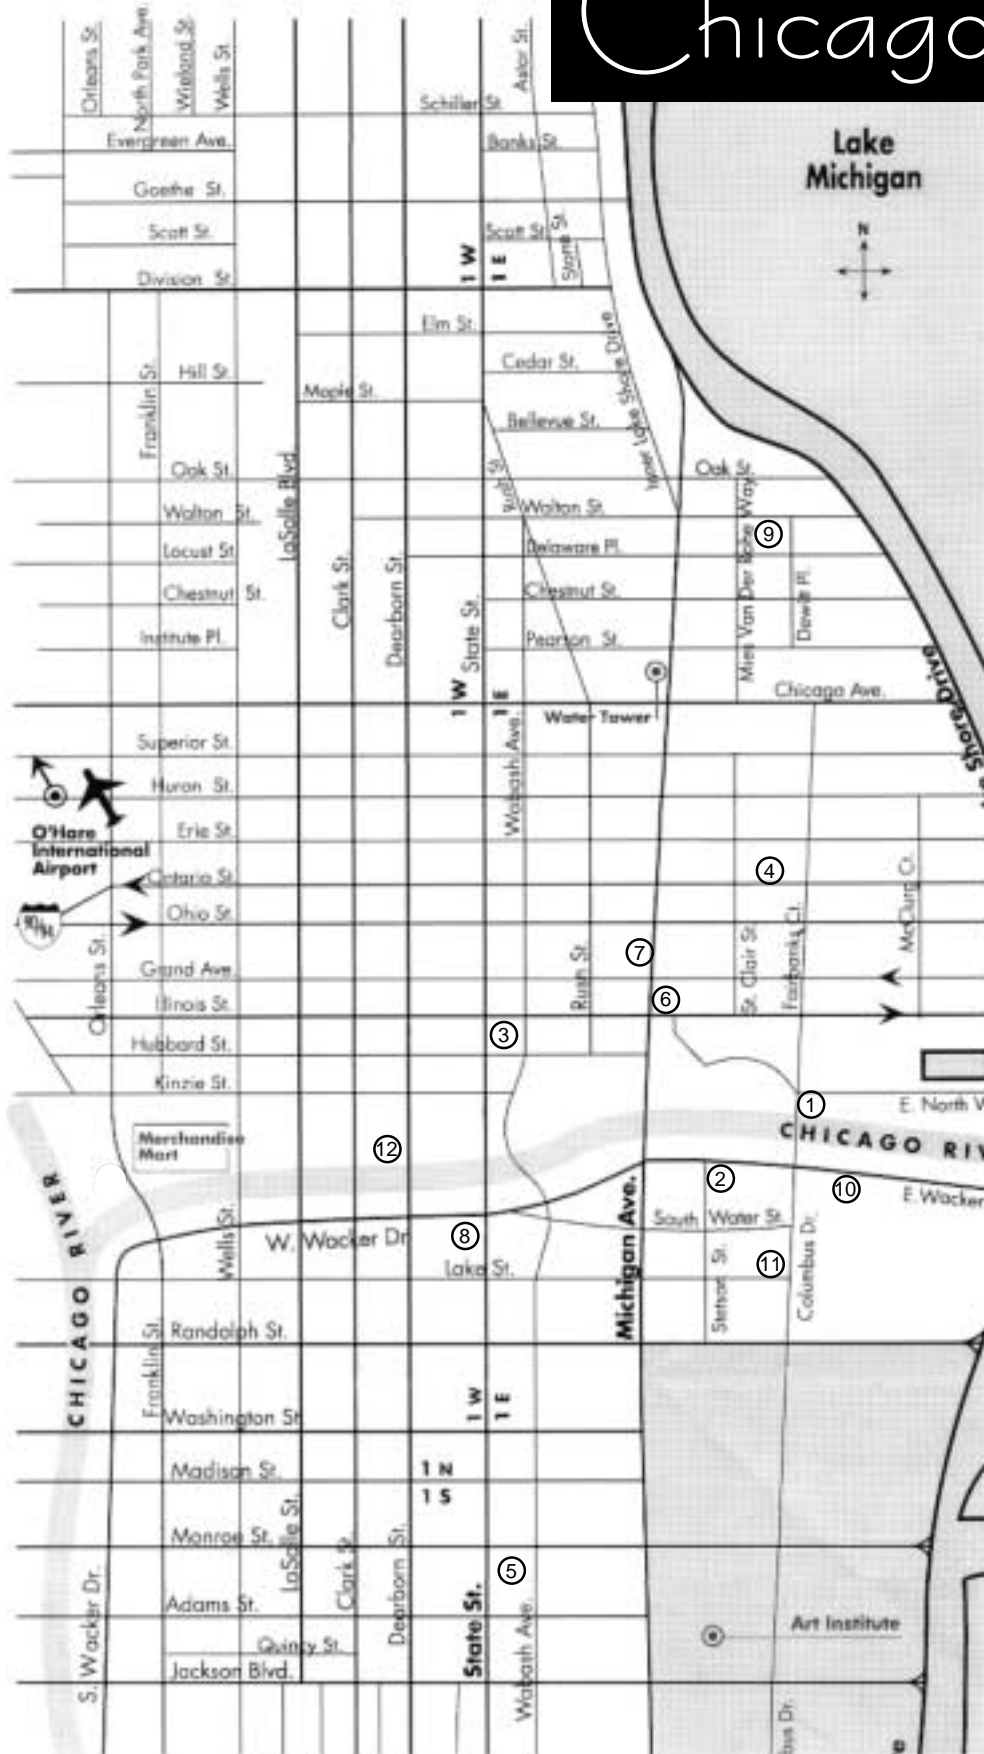 Chicago
Orleans St.
North Park Ave.
Wieland St.
Wells St.
Astor St.
Schiller St.
Evergreen Ave.
Banks St.
Lake
Michigan
Goethe St.
Scott St.
Scott St.
Stone St.
N
1 W
1 E
Division St.
Elm St.
Cedar St.
Inner Lake Shore Drive
Franklin St.
Hill St.
Maple St.
Bellevue St.
Oak St.
Oak St.
LaSalle Blvd.
Rush St.
Walton St.
Walton St.
Mies Van Der Rohe Way
9
Locust St.
Delaware Pl.
Clark St.
Dearborn St.
Chestnut St.
Chestnut St.
Dewitt Pl.
State St.
Institute Pl.
Pearson St.
1 W
1 E
Chicago Ave.
Water Tower
Shore Drive
Superior St.
Wabash Ave.
Huron St.
O'Hare
International
Airport
Erie St.
Ontario St.
4
McClurg Ct.
90/94
Ohio St.
Orleans St.
Rush St.
7
St. Clair St.
Fairbanks Ct.
Grand Ave.
Illinois St.
6
Hubbard St.
3
Kinzie St.
1
E. North W
Merchandise
Mart
12
CHICAGO RIV
CHICAGO RIVER
2
10
E. Wacker
Wells St.
W. Wacker Dr.
8
Michigan Ave.
South Water St.
Lake St.
11
Stetson St.
Columbus Dr.
Randolph St.
Franklin St.
CHICAGO
1 W
1 E
Washington St.
Madison St.
1 N
1 S
Monroe St.
LaSalle St.
Clark St.
Dearborn St.
5
S. Wacker Dr.
Adams St.
State St.
Wabash Ave.
Art Institute
Quincy St.
Jackson Blvd.
bus Dr.
e